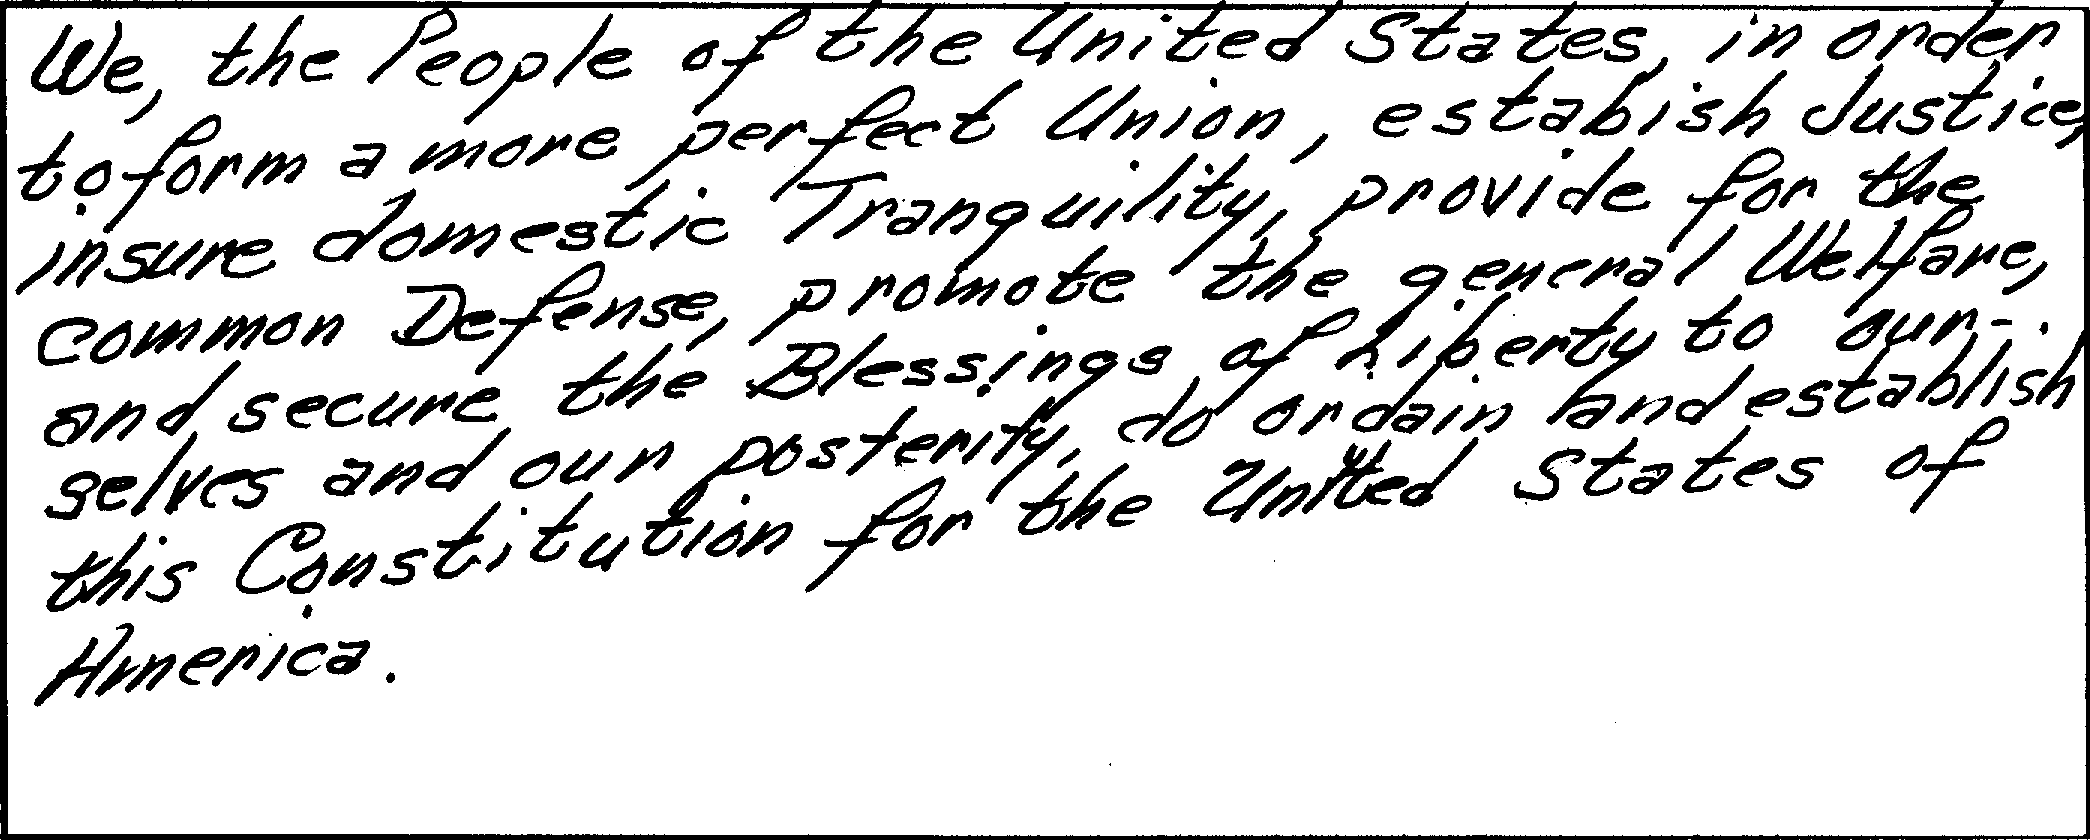 We, the People of the United States, in order
to form a more perfect Union, estabish Justice,
insure domestic Tranquility, provide for the
common Defense, promote the general Welfare,
and secure the Blessings of Liberty to our-
selves and our posterity, do ordain and establish
this Constitution for the United States of
America.